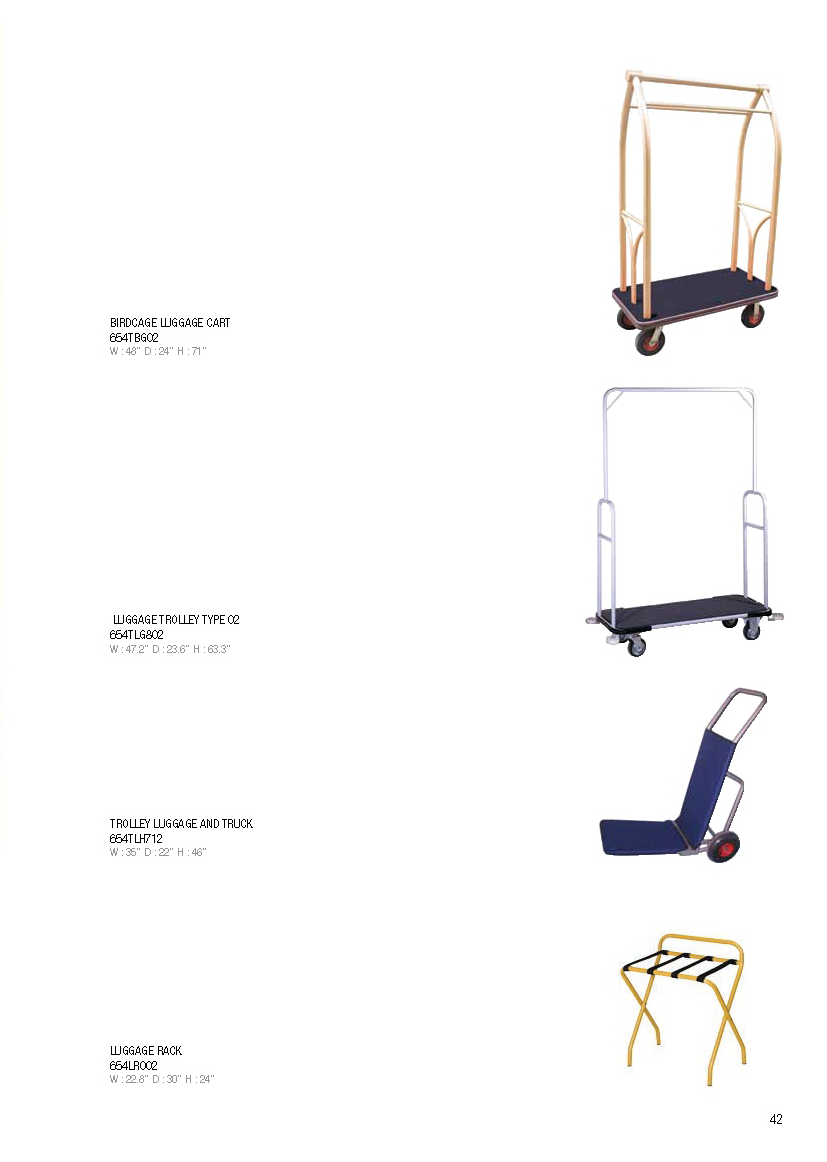 BIRDCAGE LUGGAGE CART
654TBG02
W : 48" D : 24" H : 71"
LUGGAGE TROLLEY TYPE 02
654TLG802
W : 47.2" D : 23.6" H : 63.3"
TROLLEY LUGGAGE AND TRUCK
654TLH712
W : 35" D : 22" H : 46"
LUGGAGE RACK
654LR002
W : 22.8" D : 30" H : 24"
42